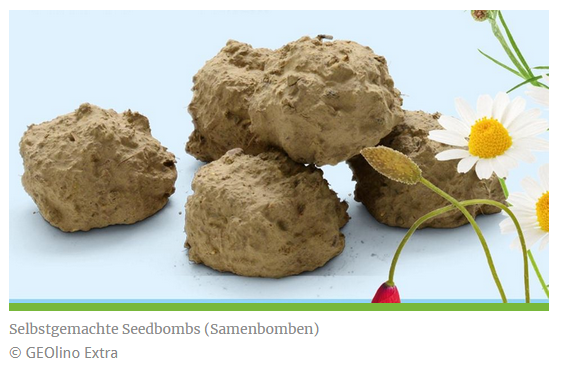 Selbstgemachte Seedbombs (Samenbomben)
© GEOlino Extra